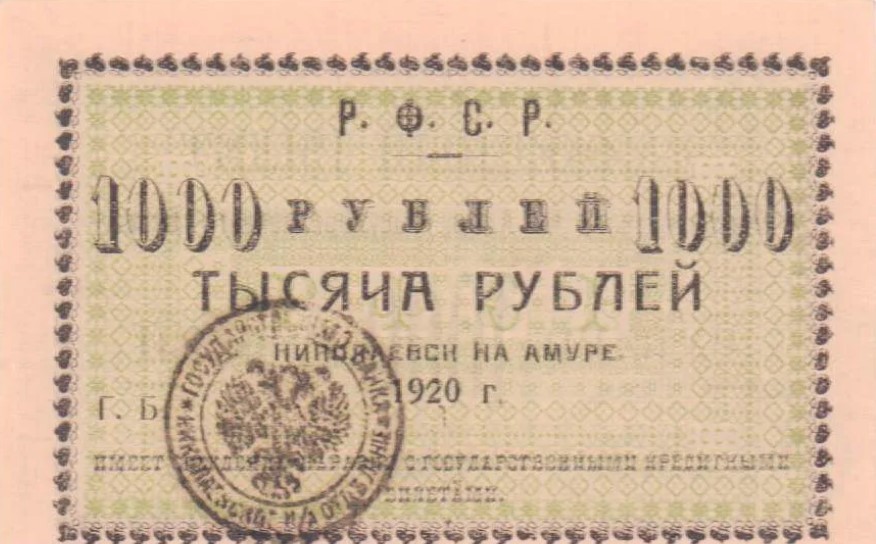 Р. Ф. С. Р.
1000 РУБЛЕЙ 1000
ТЫСЯЧА РУБЛЕЙ
НИКОЛАЕВСК НА АМУРЕ
1920 г.
Г. Б.
ИМЕЕТ С ГОСУДАРСТВЕННЫМИ КРЕДИТНЫМИ
БИЛЕТАМИ.